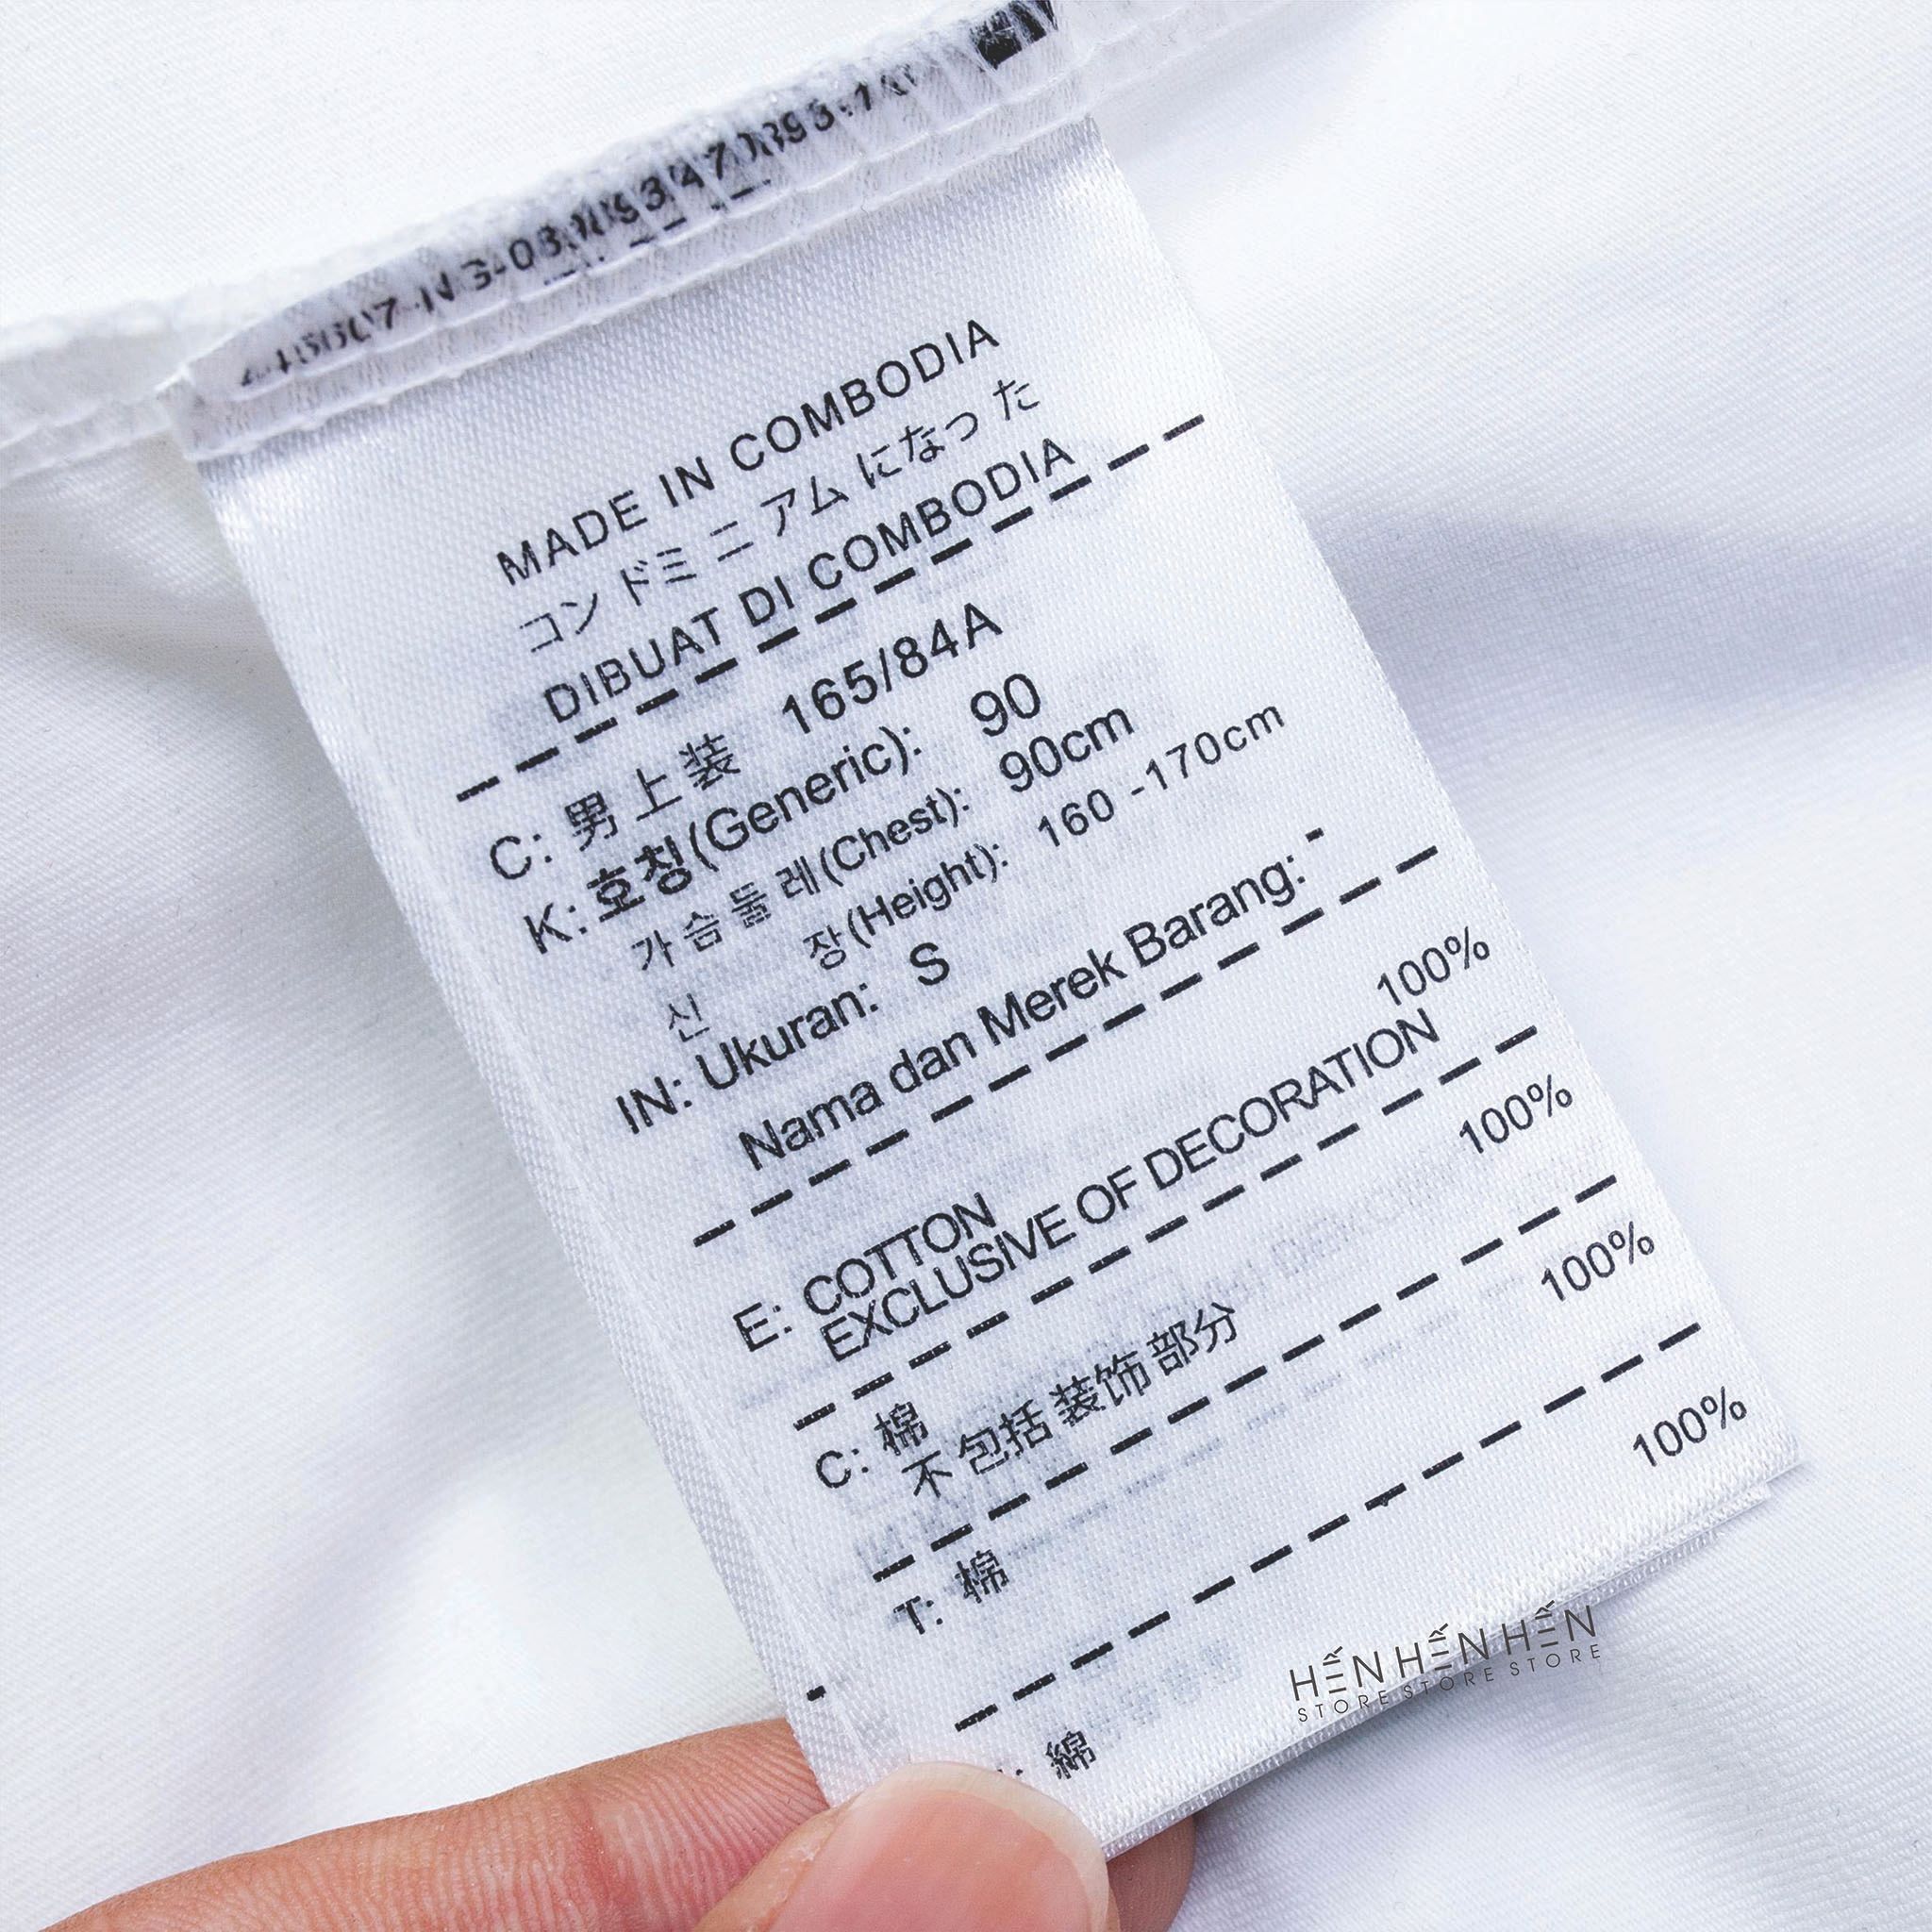 MADE IN COMBODIA
コンドミニアムになった
DIBUAT DI COMBODIA
C: 男上装 165/84A
K: 호칭(Generic): 90
가슴둘레(Chest): 90cm
신 장(Height): 160 -170cm
IN: Ukuran: S
Nama dan Merek Barang: -
E: COTTON 100%
EXCLUSIVE OF DECORATION
C: 棉 100%
不包括装饰部分
T: 棉 100%
綿 100%
HẾN HẾN HẾN
STORE STORE STORE